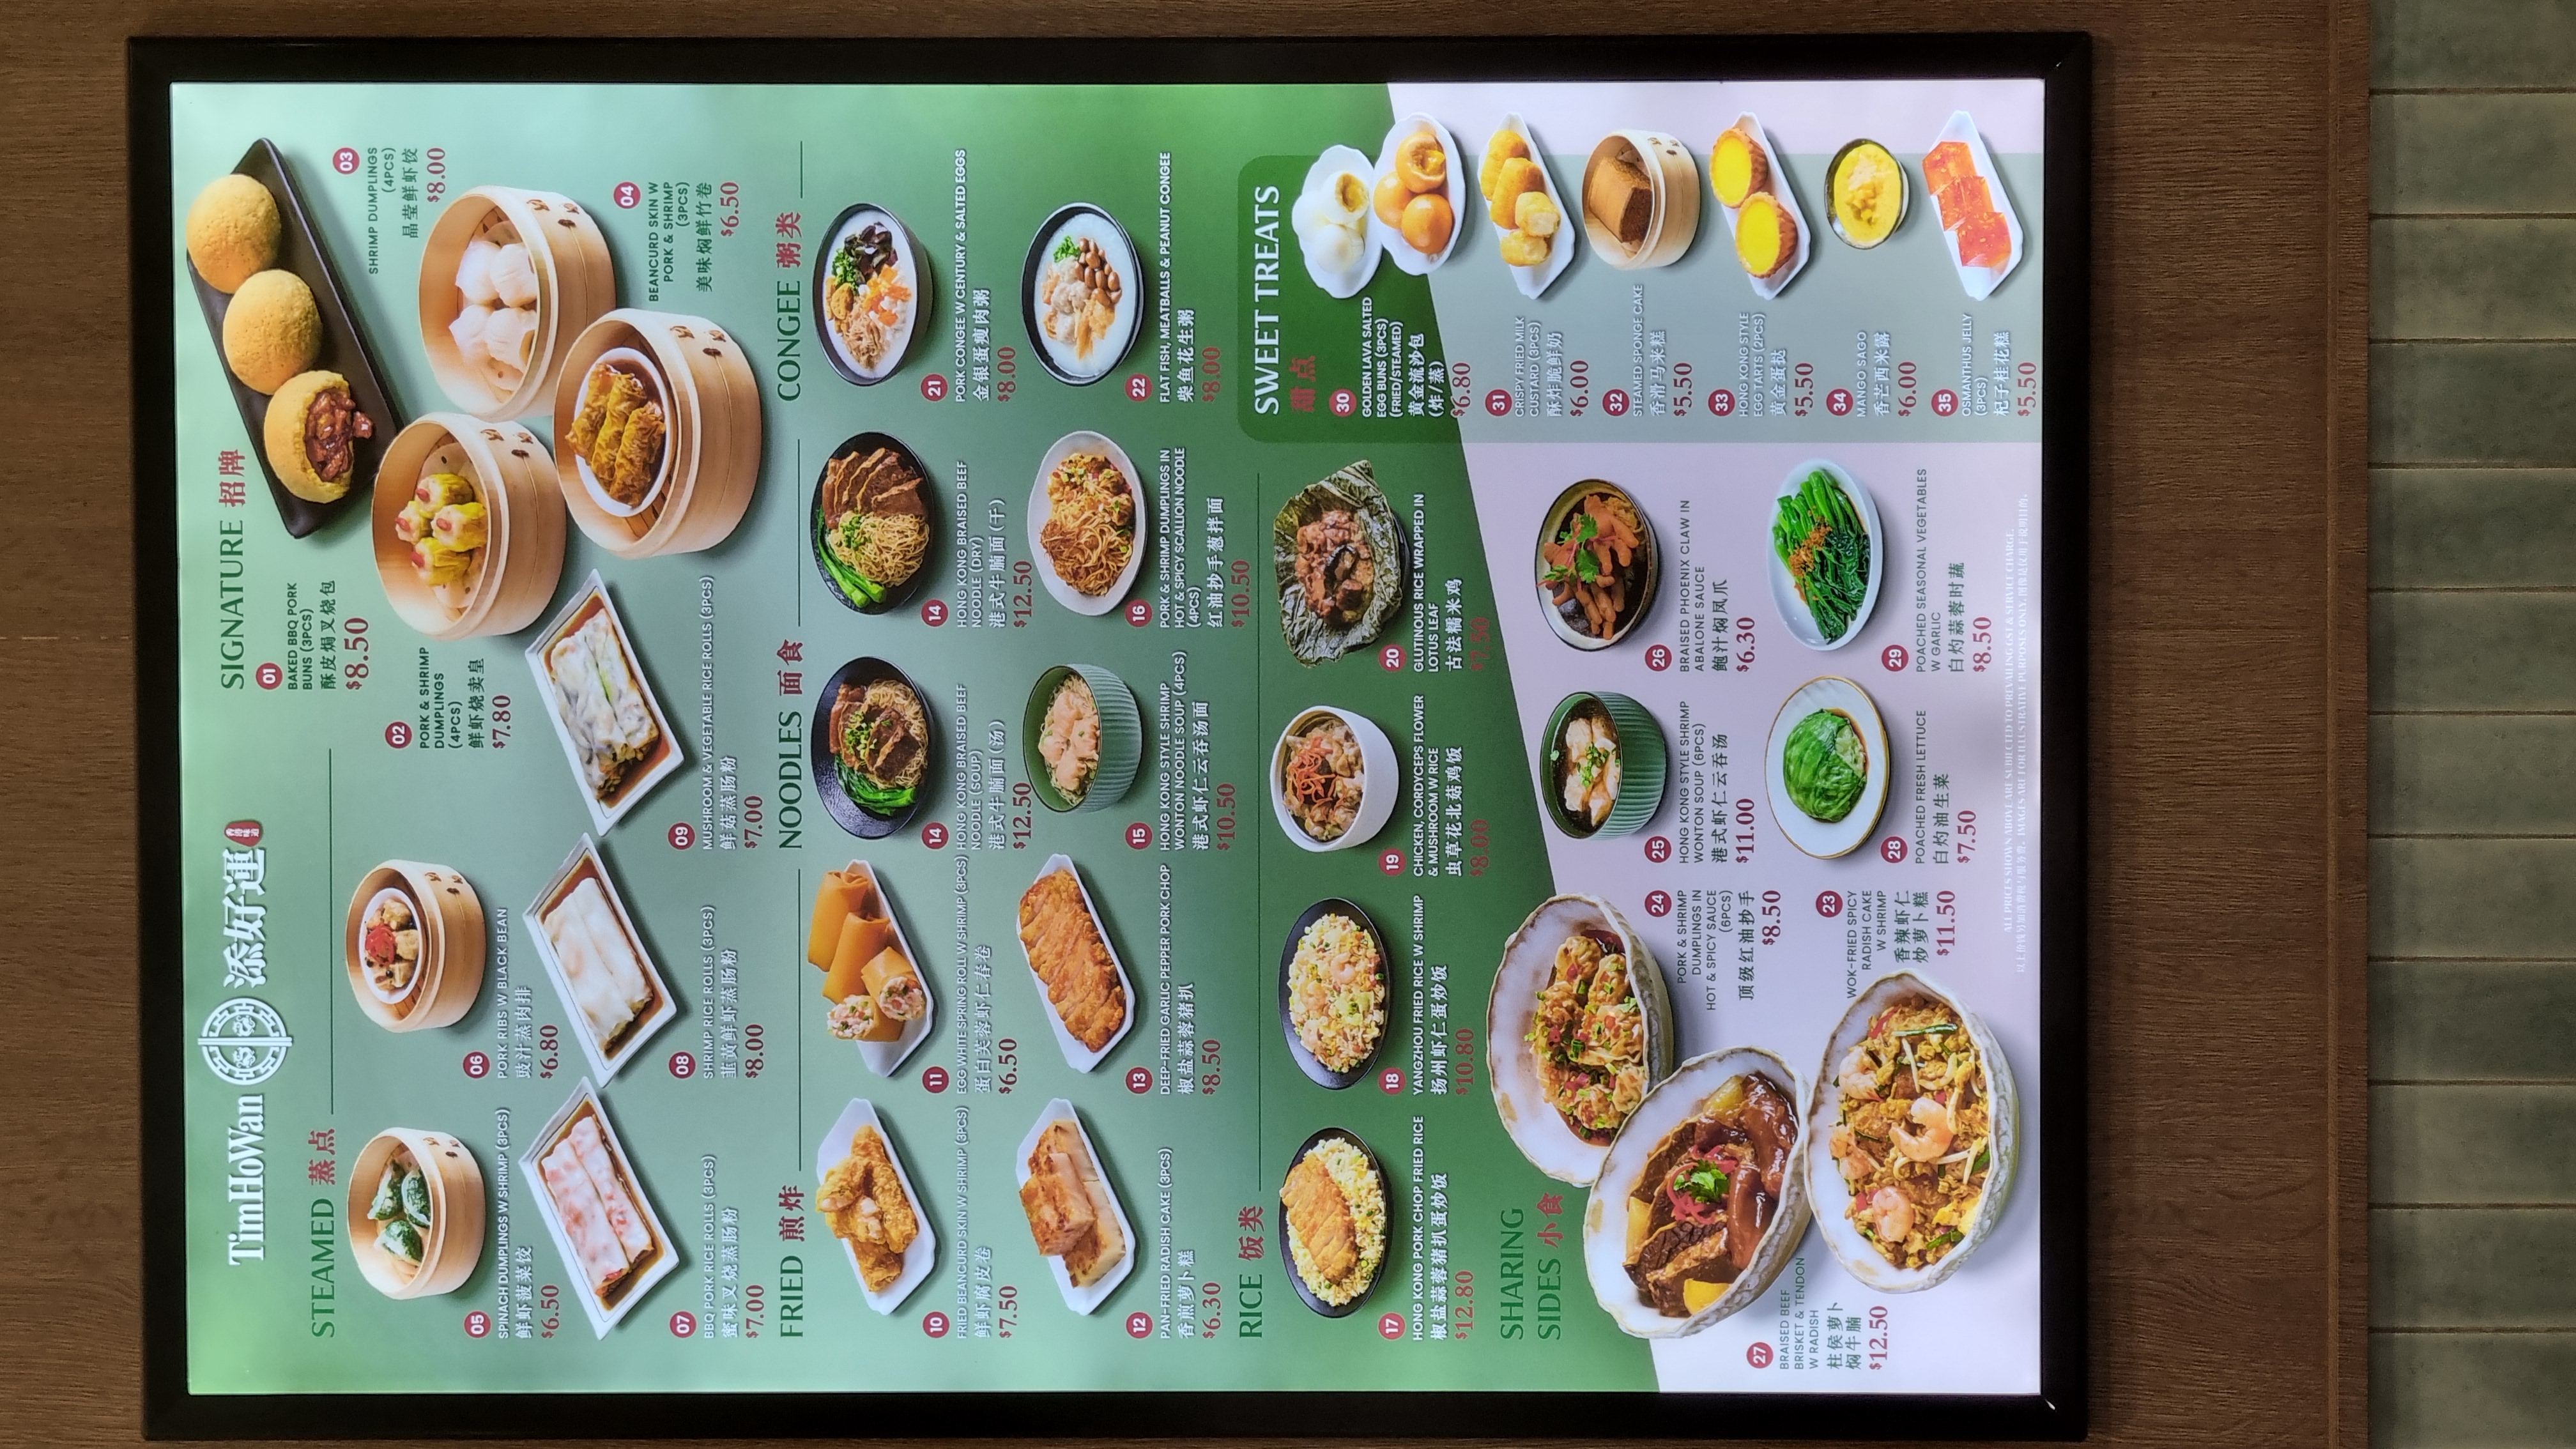 TimHoWan 添好運 香港味道
SIGNATURE 招牌
01
BAKED BBQ PORK
BUNS (3PCS)
酥皮焗叉烧包
$8.50
02
PORK & SHRIMP
DUMPLINGS
(4PCS)
鲜虾烧卖皇
$7.80
03
SHRIMP DUMPLINGS
(4PCS)
晶莹鲜虾饺
$8.00
04
BEANCURD SKIN W
PORK & SHRIMP
(3PCS)
美味焖鲜竹卷
$6.50
STEAMED 蒸点
05
SPINACH DUMPLINGS W SHRIMP (3PCS)
鲜虾菠菜饺
$6.50
06
PORK RIBS W BLACK BEAN
豉汁蒸肉排
$6.80
07
BBQ PORK RICE ROLLS (3PCS)
蜜味叉烧蒸肠粉
$7.00
08
SHRIMP RICE ROLLS (3PCS)
韮黄鲜虾蒸肠粉
$8.00
09
MUSHROOM & VEGETABLE RICE ROLLS (3PCS)
鲜菇蒸肠粉
$7.00
FRIED 煎炸
10
FRIED BEANCURD SKIN W SHRIMP (3PCS)
鲜虾腐皮卷
$7.50
11
EGG WHITE SPRING ROLL W SHRIMP (3PCS)
蛋白芙蓉虾仁春卷
$6.50
12
PAN-FRIED RADISH CAKE (3PCS)
香煎萝卜糕
$6.30
13
DEEP-FRIED GARLIC PEPPER PORK CHOP
椒盐蒜蓉猪扒
$8.50
NOODLES 面食
14
HONG KONG BRAISED BEEF
NOODLE (SOUP)
港式牛腩面(汤)
$12.50
14
HONG KONG BRAISED BEEF
NOODLE (DRY)
港式牛腩面(干)
$12.50
15
HONG KONG STYLE SHRIMP
WONTON NOODLE SOUP (4PCS)
港式虾仁云吞汤面
$10.50
16
PORK & SHRIMP DUMPLINGS IN
HOT & SPICY SCALLION NOODLE
(4PCS)
红油抄手葱拌面
$10.50
CONGEE 粥类
21
PORK CONGEE W CENTURY & SALTED EGGS
金银蛋瘦肉粥
$8.00
22
FLAT FISH, MEATBALLS & PEANUT CONGEE
柴鱼花生粥
$8.00
RICE 饭类
17
HONG KONG PORK CHOP FRIED RICE
椒盐蒜蓉猪扒蛋炒饭
$12.80
18
YANGZHOU FRIED RICE W SHRIMP
扬州虾仁蛋炒饭
$10.80
19
CHICKEN, CORDYCEPS FLOWER
& MUSHROOM W RICE
虫草花北菇鸡饭
$8.00
20
GLUTINOUS RICE WRAPPED IN
LOTUS LEAF
古法糯米鸡
$7.50
SHARING
SIDES 小食
24
PORK & SHRIMP
DUMPLINGS IN
HOT & SPICY SAUCE
(6PCS)
顶级红油抄手
$8.50
25
HONG KONG STYLE SHRIMP
WONTON SOUP (6PCS)
港式虾仁云吞汤
$11.00
26
BRAISED PHOENIX CLAW IN
ABALONE SAUCE
鲍汁焖凤爪
$6.30
27
BRAISED BEEF
BRISKET & TENDON
W RADISH
柱侯萝卜
焖牛腩
$12.50
23
WOK-FRIED SPICY
RADISH CAKE
W SHRIMP
香辣虾仁
炒萝卜糕
$11.50
28
POACHED FRESH LETTUCE
白灼油生菜
$7.50
29
POACHED SEASONAL VEGETABLES
W GARLIC
白灼蒜蓉时蔬
$8.50
SWEET TREATS
甜点
30
GOLDEN LAVA SALTED
EGG BUNS (3PCS)
(FRIED/STEAMED)
黄金流沙包
(炸/蒸)
$6.80
31
CRISPY FRIED MILK
CUSTARD (3PCS)
酥炸脆鲜奶
$6.00
32
STEAMED SPONGE CAKE
香滑马来糕
$5.50
33
HONG KONG STYLE
EGG TARTS (2PCS)
黄金蛋挞
$5.50
34
MANGO SAGO
香芒西米露
$6.00
35
OSMANTHUS JELLY
(3PCS)
杞子桂花糕
$5.50
ALL PRICES SHOWN ABOVE ARE SUBJECTED TO PREVAILING GST & SERVICE CHARGE.
以上价钱另加消费税与服务费. IMAGES ARE FOR ILLUSTRATIVE PURPOSES ONLY. 图像是仅用于说明目的.